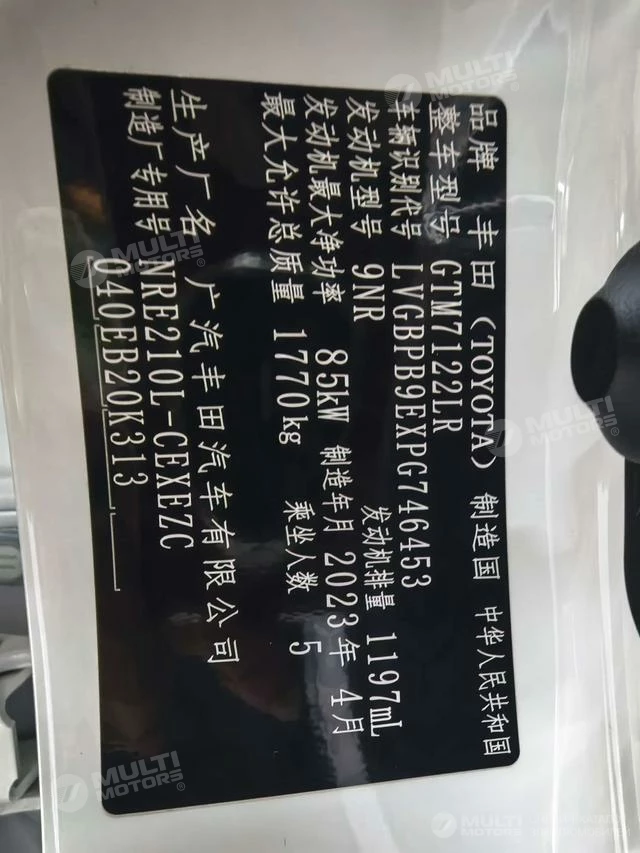 品牌 丰田（TOYOTA） 制造国 中华人民共和国
整车型号 GTM7122LR
车辆识别代号 LVGBPB9EXPG746453
发动机型号 9NR 发动机排量 1197mL
发动机最大净功率 85kW 制造年月 2023年 4月
最大允许总质量 1770kg 乘坐人数 5
生产厂名 广汽丰田汽车有限公司
制造厂专用号 NRE210L-CEXEZC
040EB20K313
MULTI MOTORS®
MULTI MOTORS
MULTI MOTORS
MULTI MOTORS®
MULTI MOTORS